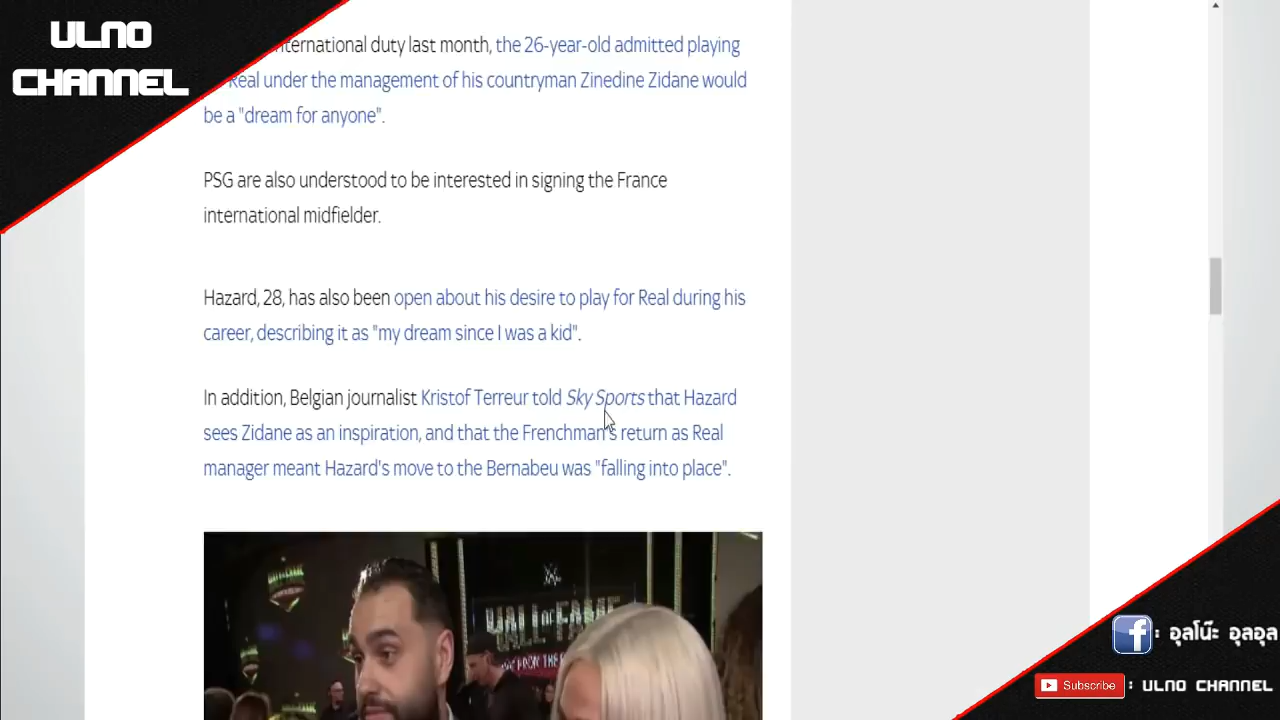 ULNO
CHANNEL
nternational duty last month, the 26-year-old admitted playing
Real under the management of his countryman Zinedine Zidane would
be a "dream for anyone".
PSG are also understood to be interested in signing the France
international midfielder.
Hazard, 28, has also been open about his desire to play for Real during his
career, describing it as "my dream since I was a kid".
In addition, Belgian journalist Kristof Terreur told Sky Sports that Hazard
sees Zidane as an inspiration, and that the Frenchman's return as Real
manager meant Hazard's move to the Bernabeu was "falling into place".
HALL OF FAME
: อุลโน๊ะ อุลอุล
Subscribe : ULNO CHANNEL